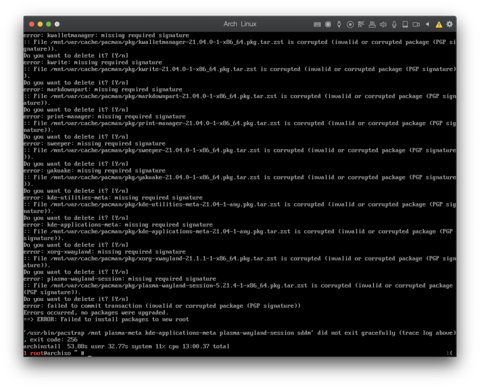 Arch Linux
error: kwalletmanager: missing required signature
:: File /mnt/var/cache/pacman/pkg/kwalletmanager-21.04.0-1-x86_64.pkg.tar.zst is corrupted (invalid or corrupted package (PGP si
gnature)).
Do you want to delete it? [Y/n]
error: kwrite: missing required signature
:: File /mnt/var/cache/pacman/pkg/kwrite-21.04.0-1-x86_64.pkg.tar.zst is corrupted (invalid or corrupted package (PGP signature)
).
Do you want to delete it? [Y/n]
error: markdownpart: missing required signature
:: File /mnt/var/cache/pacman/pkg/markdownpart-21.04.0-1-x86_64.pkg.tar.zst is corrupted (invalid or corrupted package (PGP sign
ature)).
Do you want to delete it? [Y/n]
error: print-manager: missing required signature
:: File /mnt/var/cache/pacman/pkg/print-manager-21.04.0-1-x86_64.pkg.tar.zst is corrupted (invalid or corrupted package (PGP sig
nature)).
Do you want to delete it? [Y/n]
error: sweeper: missing required signature
:: File /mnt/var/cache/pacman/pkg/sweeper-21.04.0-1-x86_64.pkg.tar.zst is corrupted (invalid or corrupted package (PGP signature
)).
Do you want to delete it? [Y/n]
error: yakuake: missing required signature
:: File /mnt/var/cache/pacman/pkg/yakuake-21.04.0-1-x86_64.pkg.tar.zst is corrupted (invalid or corrupted package (PGP signature
)).
Do you want to delete it? [Y/n]
error: kde-utilities-meta: missing required signature
:: File /mnt/var/cache/pacman/pkg/kde-utilities-meta-21.04-1-any.pkg.tar.zst is corrupted (invalid or corrupted package (PGP sig
nature)).
Do you want to delete it? [Y/n]
error: kde-applications-meta: missing required signature
:: File /mnt/var/cache/pacman/pkg/kde-applications-meta-21.04-1-any.pkg.tar.zst is corrupted (invalid or corrupted package (PGP
signature)).
Do you want to delete it? [Y/n]
error: xorg-xwayland: missing required signature
:: File /mnt/var/cache/pacman/pkg/xorg-xwayland-21.1.1-1-x86_64.pkg.tar.zst is corrupted (invalid or corrupted package (PGP sign
ature)).
Do you want to delete it? [Y/n]
error: plasma-wayland-session: missing required signature
:: File /mnt/var/cache/pacman/pkg/plasma-wayland-session-5.21.4-1-x86_64.pkg.tar.zst is corrupted (invalid or corrupted package
(PGP signature)).
Do you want to delete it? [Y/n]
error: failed to commit transaction (invalid or corrupted package (PGP signature))
Errors occurred, no packages were upgraded.
==> ERROR: Failed to install packages to new root
'/usr/bin/pacstrap /mnt plasma-meta kde-applications-meta plasma-wayland-session sddm' did not exit gracefully (trace log above)
, exit code: 256
archinstall  53.88s user 32.77s system 11% cpu 13:00.37 total
1 root@archiso ~ # _ :(